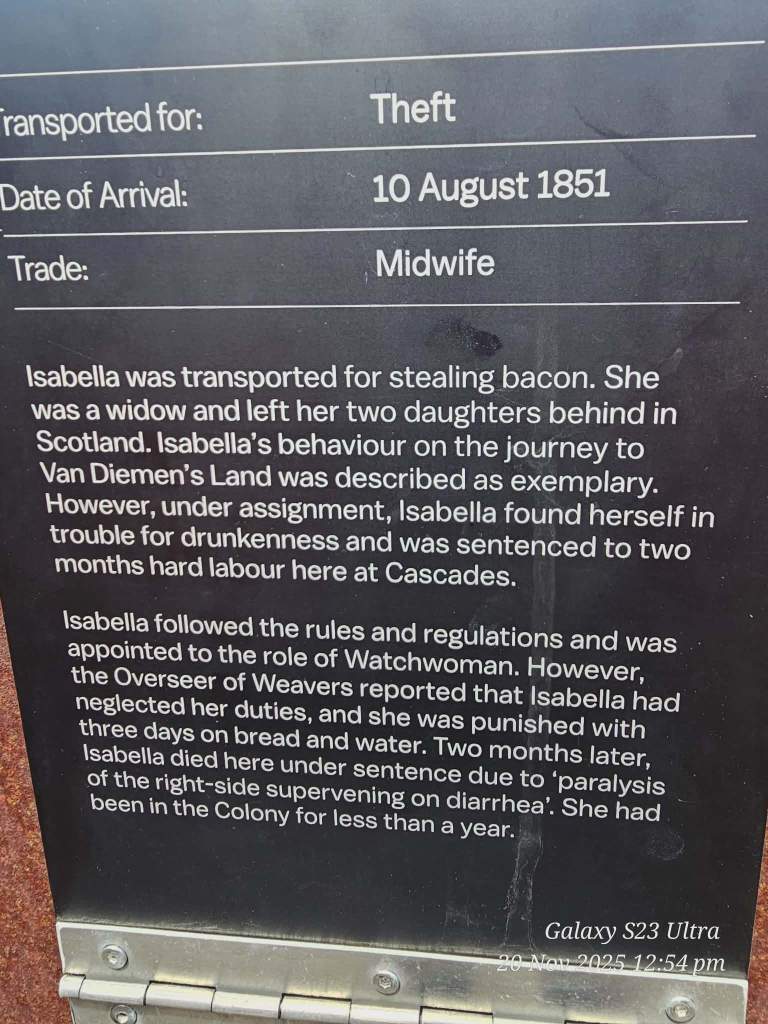 Transported for: Theft
Date of Arrival: 10 August 1851
Trade: Midwife
Isabella was transported for stealing bacon. She
was a widow and left her two daughters behind in
Scotland. Isabella's behaviour on the journey to
Van Diemen's Land was described as exemplary.
However, under assignment, Isabella found herself in
trouble for drunkenness and was sentenced to two
months hard labour here at Cascades.
Isabella followed the rules and regulations and was
appointed to the role of Watchwoman. However,
the Overseer of Weavers reported that Isabella had
neglected her duties, and she was punished with
three days on bread and water. Two months later,
Isabella died here under sentence due to ‘paralysis
of the right-side supervening on diarrhea’. She had
been in the Colony for less than a year.
Galaxy S23 Ultra
20 Nov 2025 12:54 pm